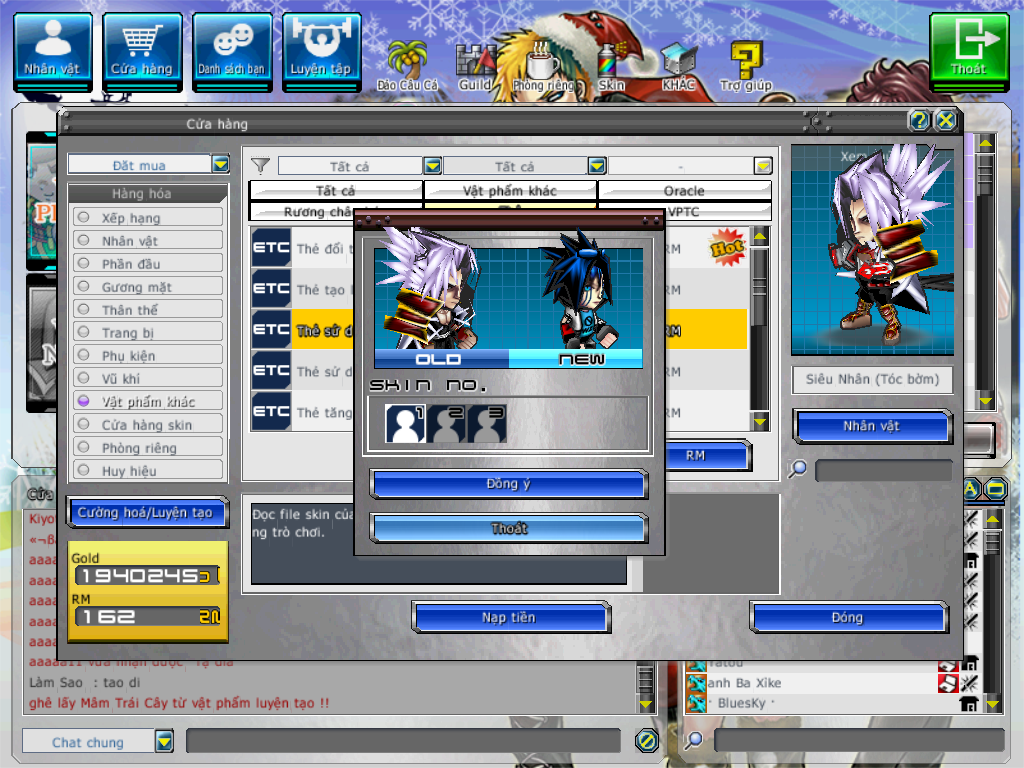 Nhân vật
Cửa hàng
Danh sách bạn
Luyện tập
Đảo Câu Cá
Guild
Phòng riêng
Skin
KHÁC
Trợ giúp
Thoát
Cửa hàng
Đặt mua
Tất cả
Tất cả
-
Tất cả
Vật phẩm khác
Oracle
VPTC
Hàng hóa
Xếp hạng
Nhân vật
Phần đầu
Gương mặt
Thân thể
Trang bị
Phụ kiện
Vũ khí
Vật phẩm khác
Cửa hàng skin
Phòng riêng
Huy hiệu
ETC Thẻ đổi
RM
Hot
ETC Thẻ tạo
RM
ETC Thẻ sử
RM
ETC Thẻ sử
RM
ETC Thẻ tăng
RM
OLD
NEW
SKIN NO.
1 2 3
Đồng ý
Thoát
RM
Siêu Nhân (Tóc bờm)
Nhân vật
Cường hoá/Luyện tạo
Gold
1940245
RM
162
Đọc file skin của
ng trò chơi.
Nạp tiền
Đóng
Làm Sao : tao di
ghê lấy Mâm Trái Cây từ vật phẩm luyện tạo !!
Yatou
anh Ba Xike
BluesKy
Chat chung